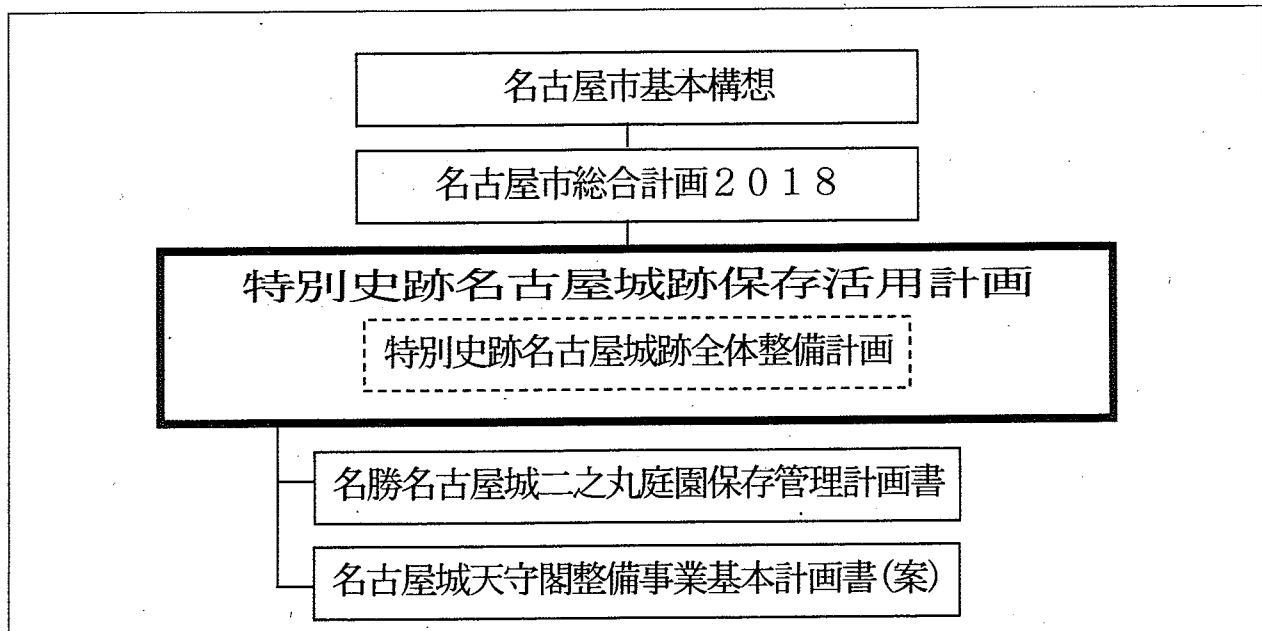 名古屋市基本構想
名古屋市総合計画２０１８
特別史跡名古屋城跡保存活用計画
特別史跡名古屋城跡全体整備計画
名勝名古屋城二之丸庭園保存管理計画書
名古屋城天守閣整備事業基本計画書(案)